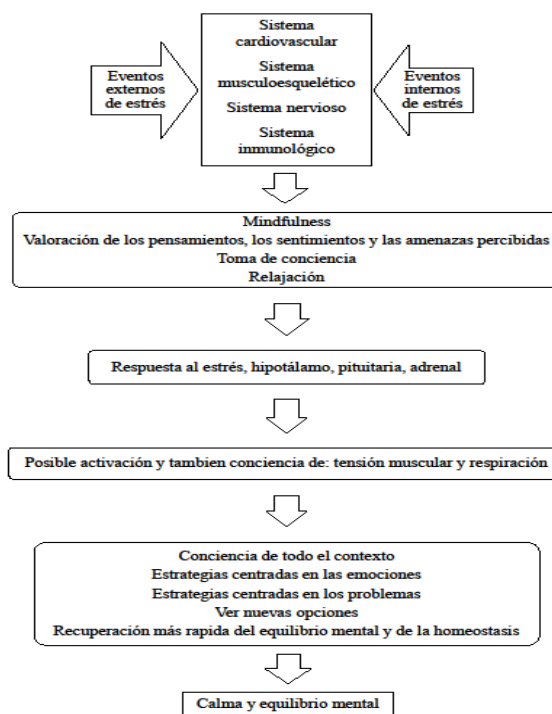 Sistema
cardiovascular
Sistema
musculoesquelético
Sistema nervioso
Sistema
inmunológico
Eventos
externos
de estrés
Eventos
internos
de estrés
Mindfulness
Valoración de los pensamientos, los sentimientos y las amenazas percibidas
Toma de conciencia
Relajación
Respuesta al estrés, hipotálamo, pituitaria, adrenal
Posible activación y tambien conciencia de: tensión muscular y respiración
Conciencia de todo el contexto
Estrategias centradas en las emociones
Estrategias centradas en los problemas
Ver nuevas opciones
Recuperación más rapida del equilibrio mental y de la homeostasis
Calma y equilibrio mental